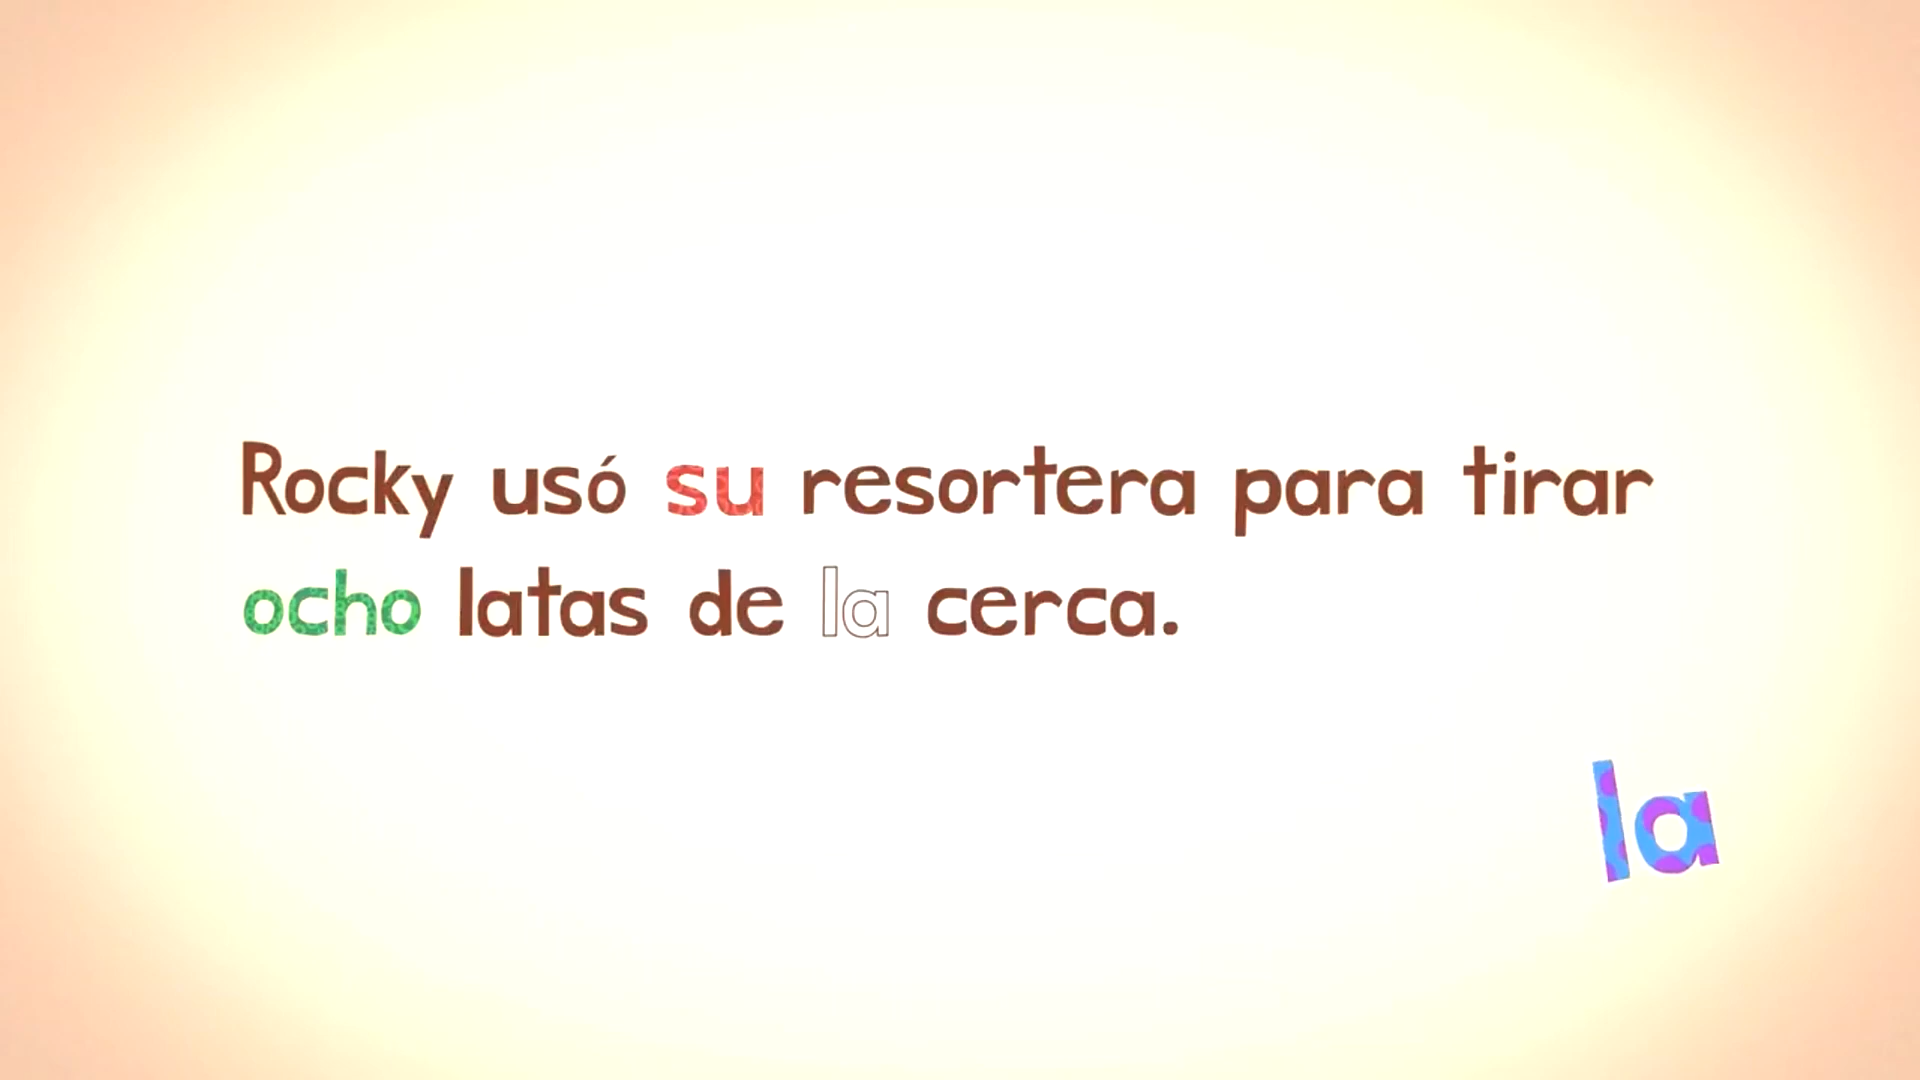 Rocky usó su resortera para tirar
ocho latas de la cerca.
la